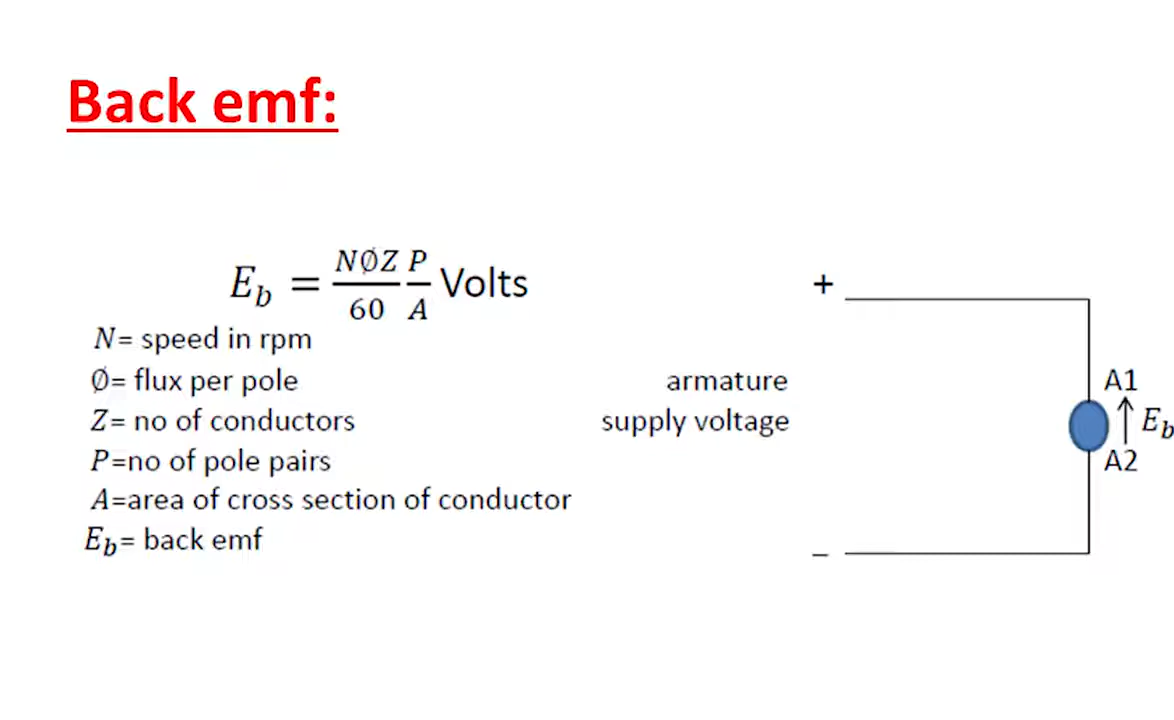 Back emf:
E_b = NØZ/60 P/A Volts
N= speed in rpm
Ø= flux per pole
Z= no of conductors
P=no of pole pairs
A=area of cross section of conductor
E_b= back emf
+
armature
supply voltage
–
A1
E_b
A2